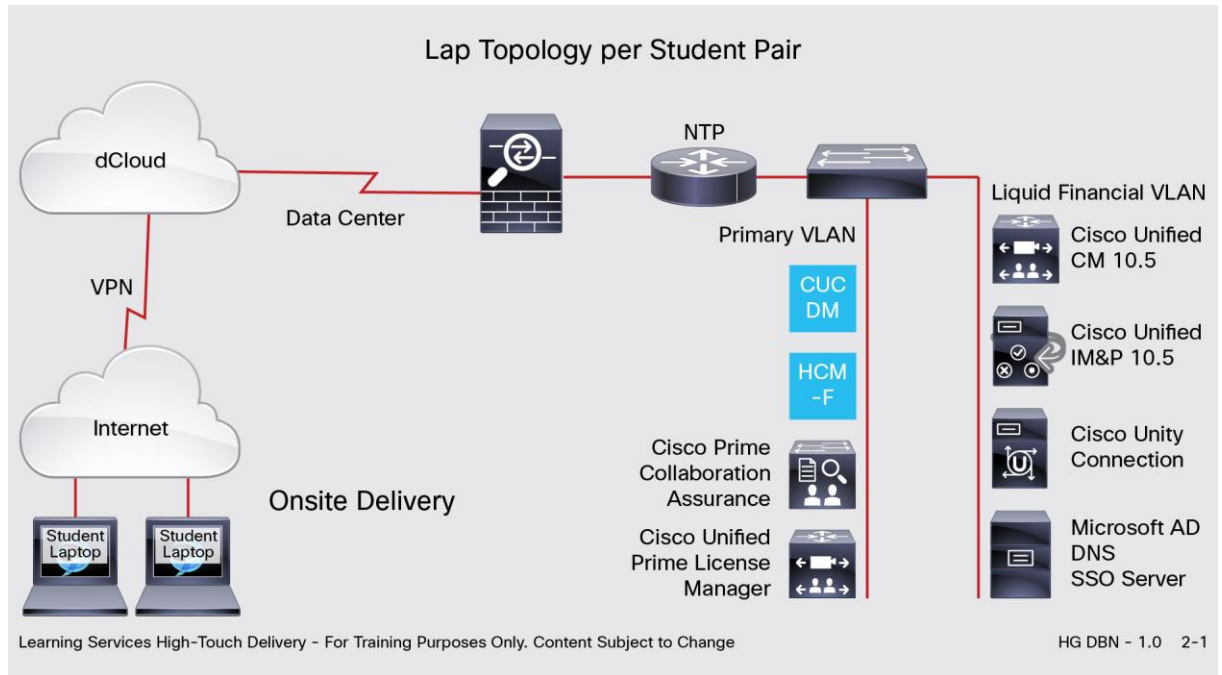 Lap Topology per Student Pair
dCloud
Data Center
VPN
Internet
Student
Laptop
Student
Laptop
Onsite Delivery
NTP
Primary VLAN
CUC
DM
HCM
-F
Cisco Prime
Collaboration
Assurance
Cisco Unified
Prime License
Manager
Liquid Financial VLAN
Cisco Unified
CM 10.5
Cisco Unified
IM&P 10.5
U
Cisco Unity
Connection
Microsoft AD
DNS
SSO Server
Learning Services High-Touch Delivery - For Training Purposes Only. Content Subject to Change
HG DBN - 1.0 2-1